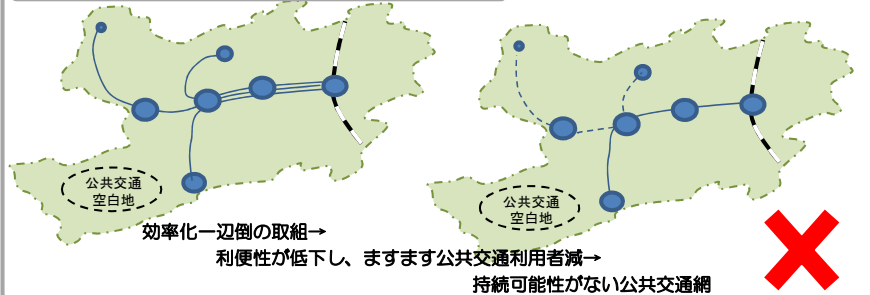 公共交通
空白地
公共交通
空白地
効率化一辺倒の取組→
利便性が低下し、ますます公共交通利用者減→
持続可能性がない公共交通網